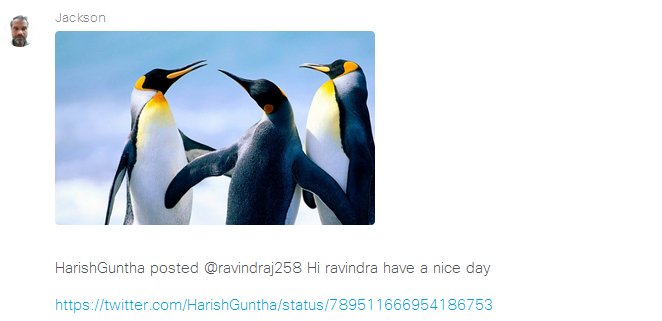 Jackson
HarishGuntha posted @ravindraj258 Hi ravindra have a nice day
https://twitter.com/HarishGuntha/status/789511666954186753